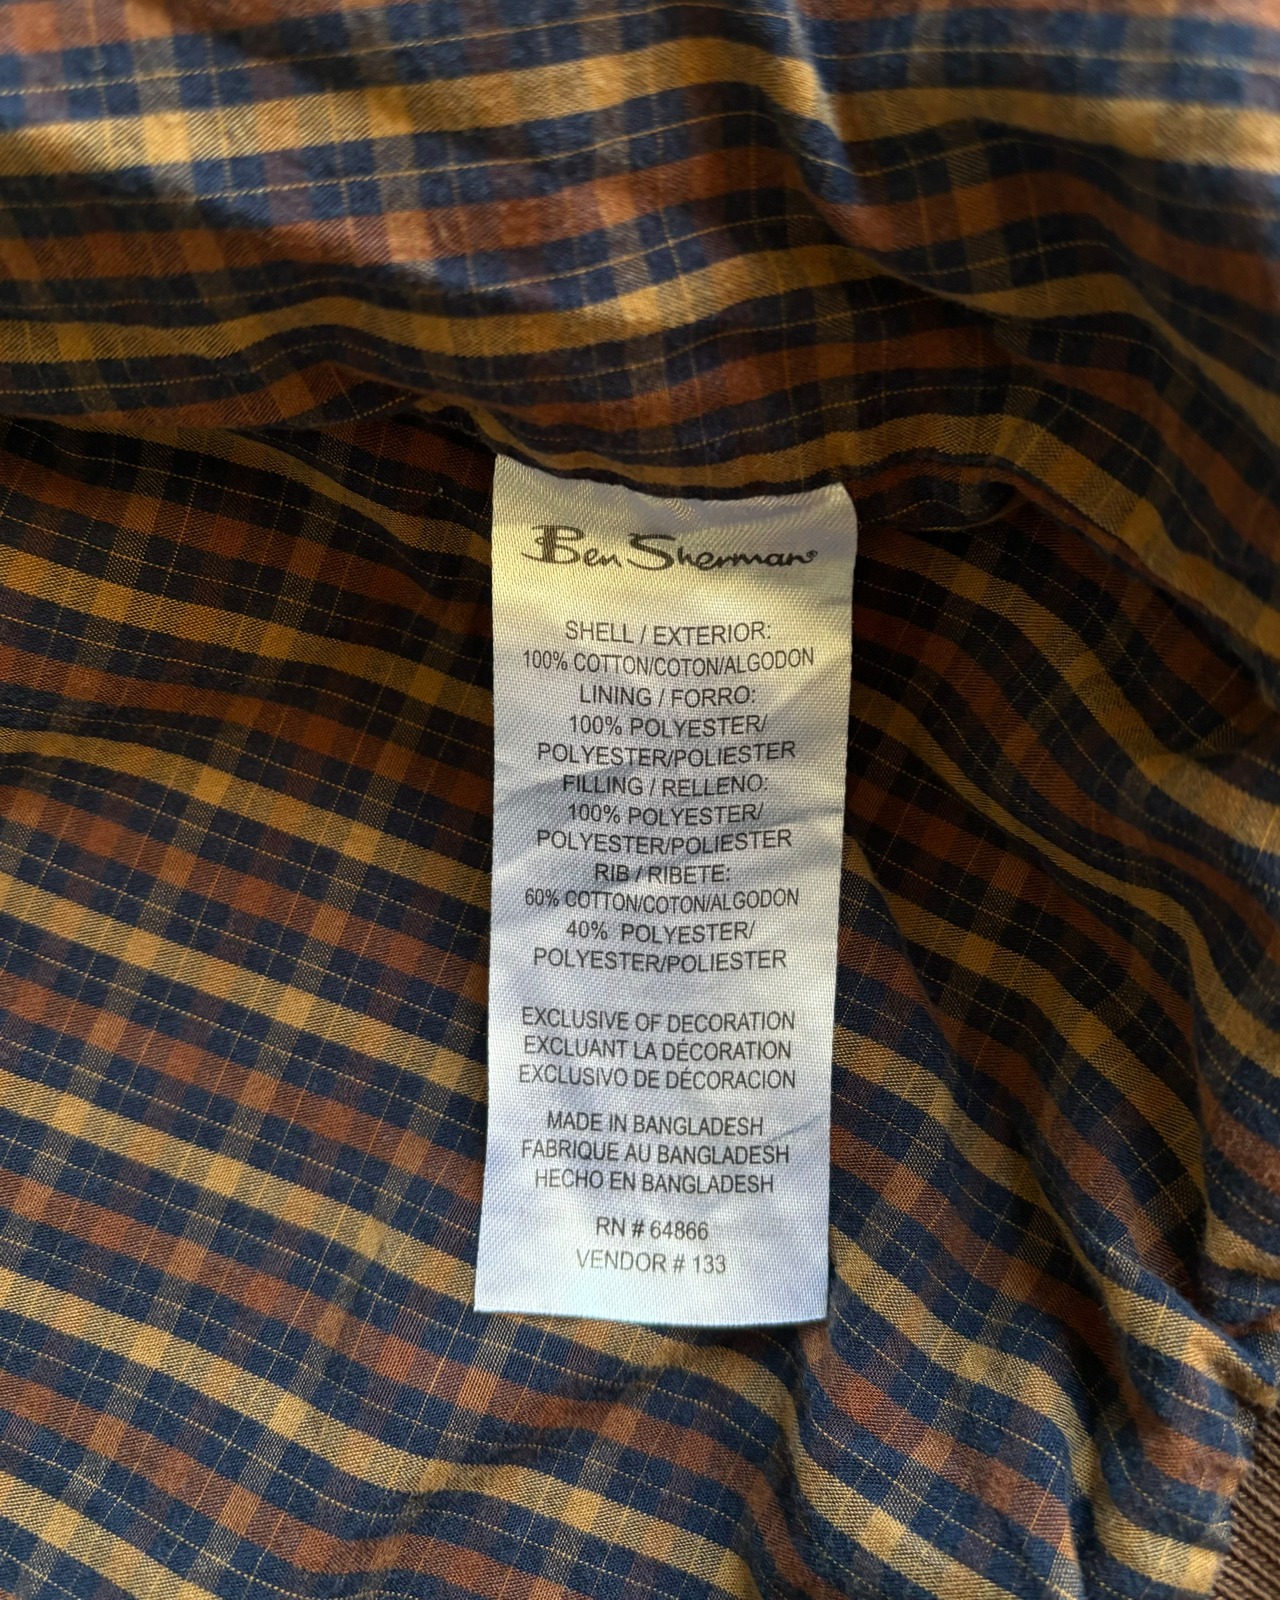 Ben Sherman®
SHELL / EXTERIOR:
100% COTTON/COTON/ALGODON
LINING / FORRO:
100% POLYESTER/
POLYESTER/POLIESTER
FILLING / RELLENO:
100% POLYESTER/
POLYESTER/POLIESTER
RIB / RIBETE:
60% COTTON/COTON/ALGODON
40% POLYESTER/
POLYESTER/POLIESTER
EXCLUSIVE OF DECORATION
EXCLUANT LA DÉCORATION
EXCLUSIVO DE DÉCORACION
MADE IN BANGLADESH
FABRIQUE AU BANGLADESH
HECHO EN BANGLADESH
RN # 64866
VENDOR # 133